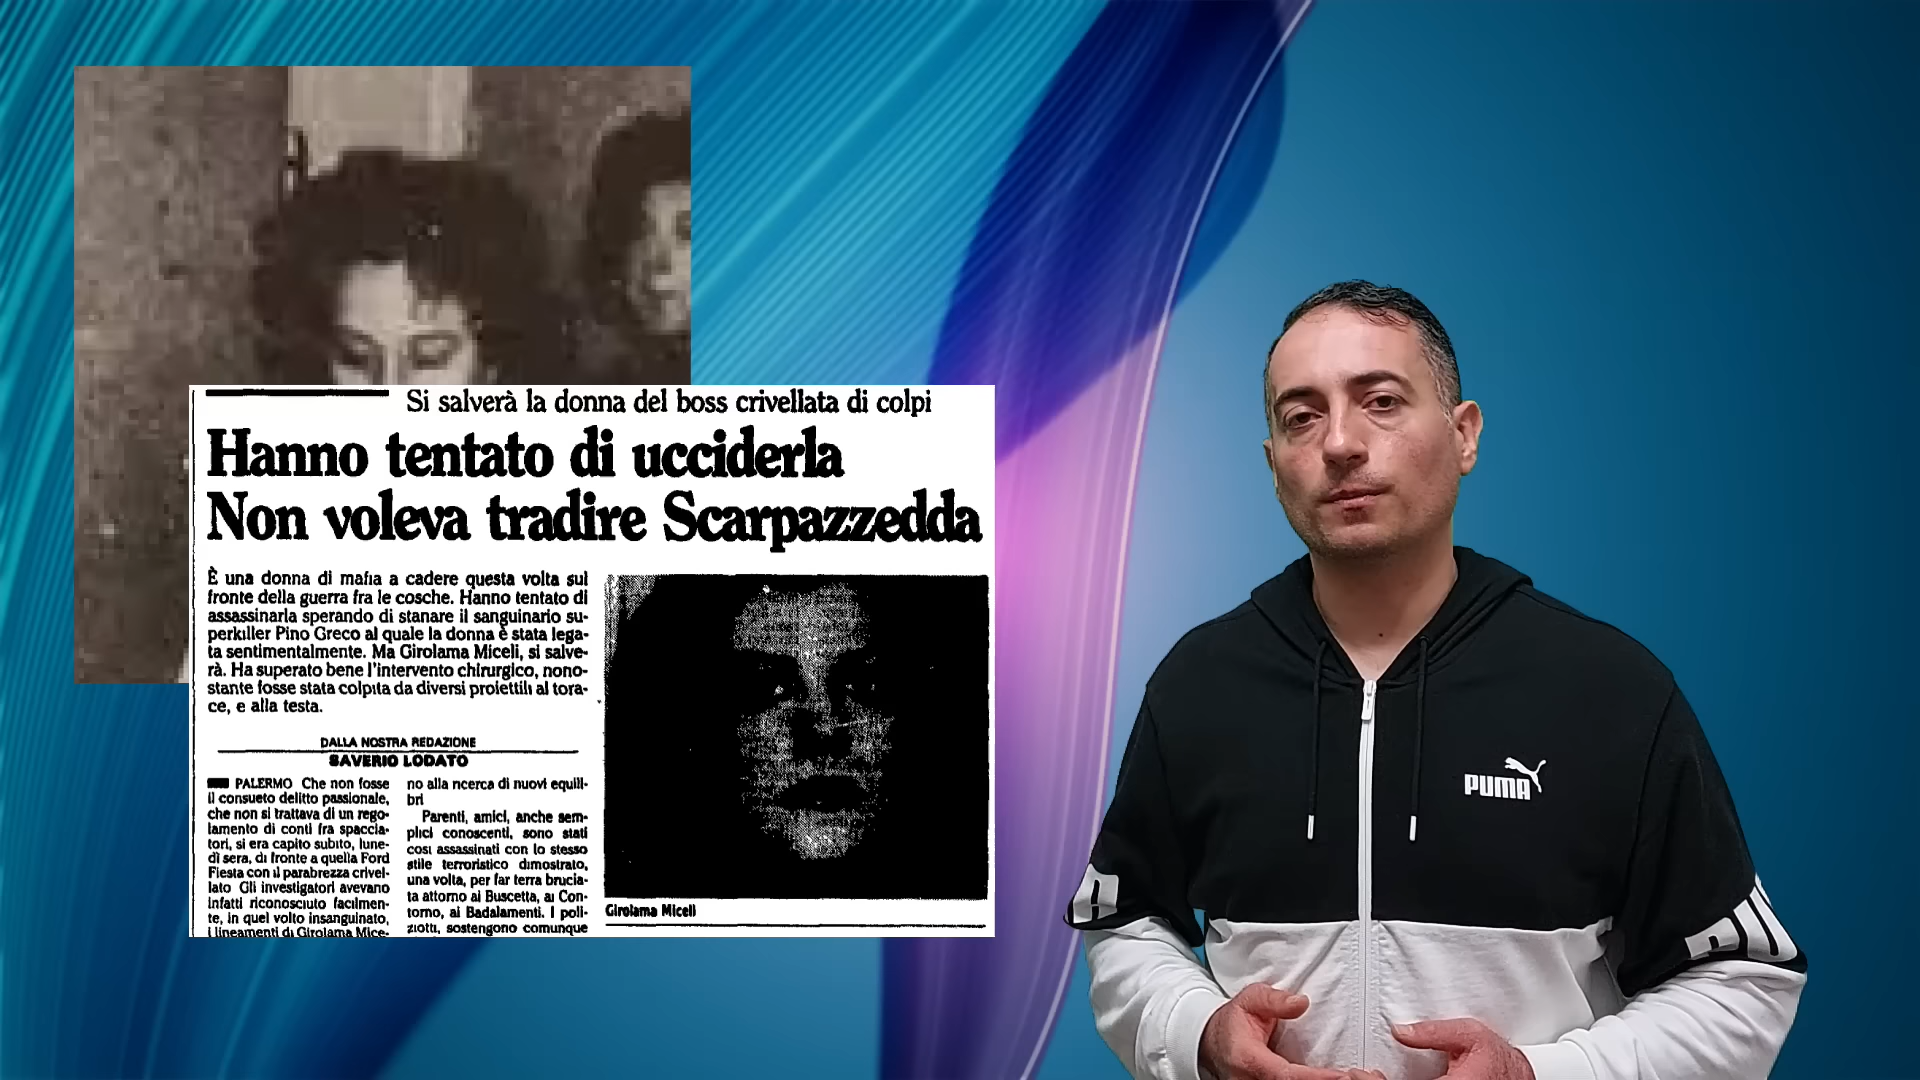 Si salverà la donna del boss crivellata di colpi
Hanno tentato di ucciderla
Non voleva tradire Scarpazzedda
È una donna di mafia a cadere questa volta sul
fronte della guerra fra le cosche. Hanno tentato di
assassinarla sperando di stanare il sanguinario su-
perkiller Pino Greco al quale la donna è stata lega-
ta sentimentalmente. Ma Girolama Miceli, si salve-
rà. Ha superato bene l'intervento chirurgico, nono-
stante fosse stata colpita da diversi proiettili al tora-
ce, e alla testa.
DALLA NOSTRA REDAZIONE
SAVERIO LODATO
PALERMO Che non fosse
il consueto delitto passionale,
che non si trattava di un rego-
lamento di conti fra spaccia-
tori, si era capito subito, lune-
dì sera, di fronte a quella Ford
Fiesta con il parabrezza crivel-
lato Gli investigatori avevano
infatti riconosciuto facilmen-
te, in quel volto insanguinato,
i lineamenti di Girolama Mice-
no alla ricerca di nuovi equili-
bri
Parenti, amici, anche sem-
plici conoscenti, sono stati
così assassinati con lo stesso
stile terroristico dimostrato,
una volta, per far terra brucia-
ta attorno ai Buscetta, ai Con-
torno, ai Badalamenti. I poli-
ziotti, sostengono comunque
Girolama Miceli
PUMA